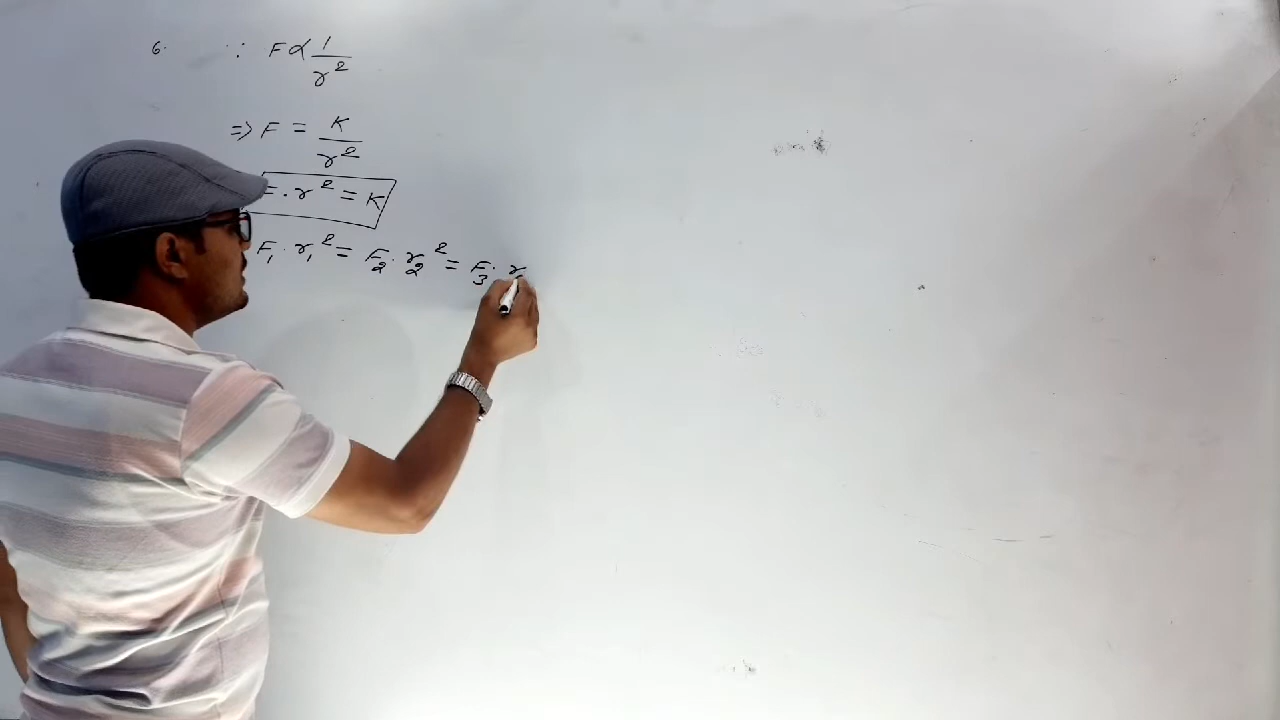 6. ∵ F ∝ 1/r²
⇒ F = K/r²
. r² = K
F₁ . r₁² = F₂ . r₂² = F₃ . r